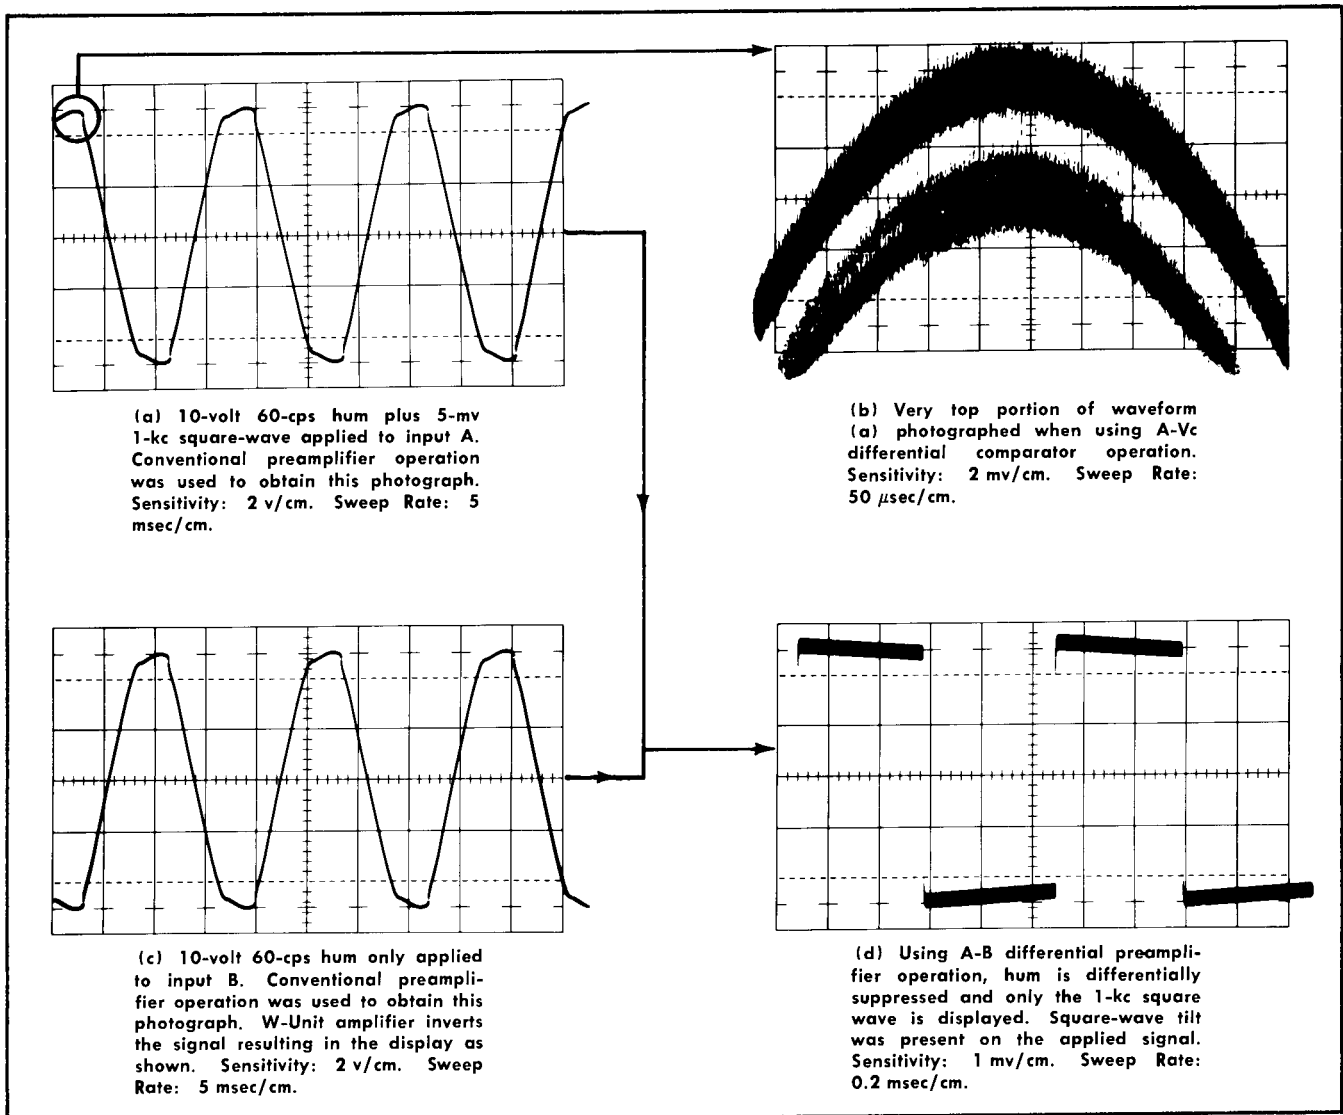 (a) 10-volt 60-cps hum plus 5-mv
1-kc square-wave applied to input A.
Conventional preamplifier operation
was used to obtain this photograph.
Sensitivity: 2 v/cm. Sweep Rate: 5
msec/cm.
(b) Very top portion of waveform
(a) photographed when using A-Vc
differential comparator operation.
Sensitivity: 2 mv/cm. Sweep Rate:
50 μsec/cm.
(c) 10-volt 60-cps hum only applied
to input B. Conventional preampli-
fier operation was used to obtain this
photograph. W-Unit amplifier inverts
the signal resulting in the display as
shown. Sensitivity: 2 v/cm. Sweep
Rate: 5 msec/cm.
(d) Using A-B differential preampli-
fier operation, hum is differentially
suppressed and only the 1-kc square
wave is displayed. Square-wave tilt
was present on the applied signal.
Sensitivity: 1 mv/cm. Sweep Rate:
0.2 msec/cm.